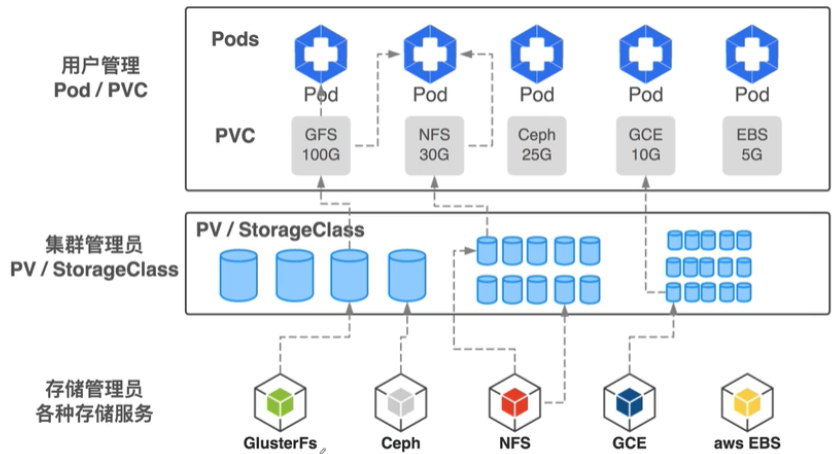 用户管理
Pod / PVC
Pods
Pod
Pod
Pod
Pod
Pod
PVC
GFS
100G
NFS
30G
Ceph
25G
GCE
10G
EBS
5G
集群管理员
PV / StorageClass
PV / StorageClass
存储管理员
各种存储服务
GlusterFs
Ceph
NFS
GCE
aws EBS